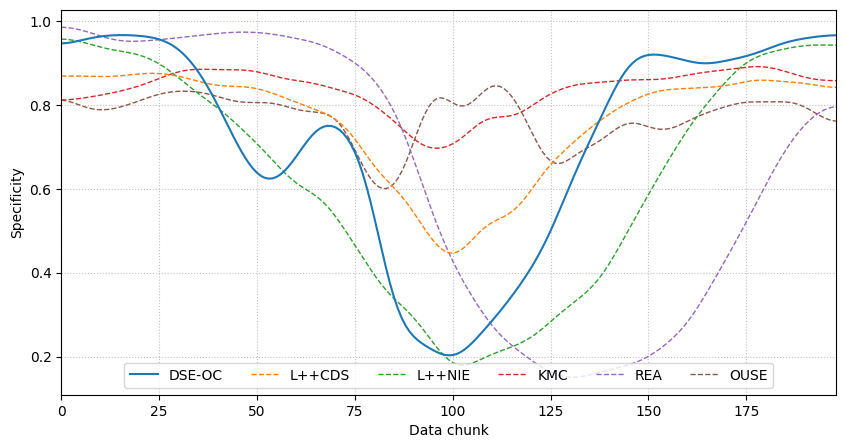 1.0
0.8
0.6
0.4
0.2
Specificity
DSE-OC L++CDS L++NIE KMC REA OUSE
0 25 50 75 100 125 150 175
Data chunk